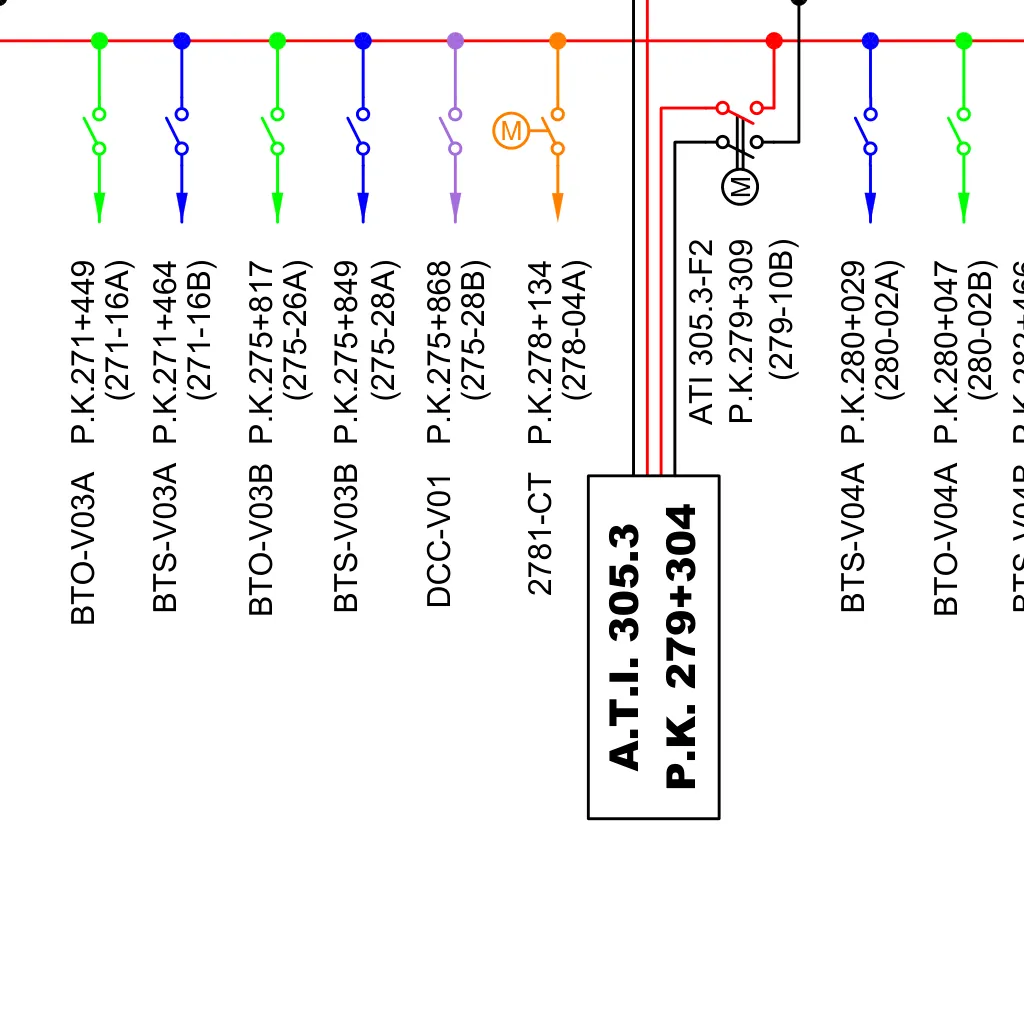 BTO-V03A P.K.271+449
(271-16A)
BTS-V03A P.K.271+464
(271-16B)
BTO-V03B P.K.275+817
(275-26A)
BTS-V03B P.K.275+849
(275-28A)
DCC-V01 P.K.275+868
(275-28B)
M
2781-CT P.K.278+134
(278-04A)
A.T.I. 305.3
P.K. 279+304
M
ATI 305.3-F2
P.K.279+309
(279-10B)
BTS-V04A P.K.280+029
(280-02A)
BTO-V04A P.K.280+047
(280-02B)